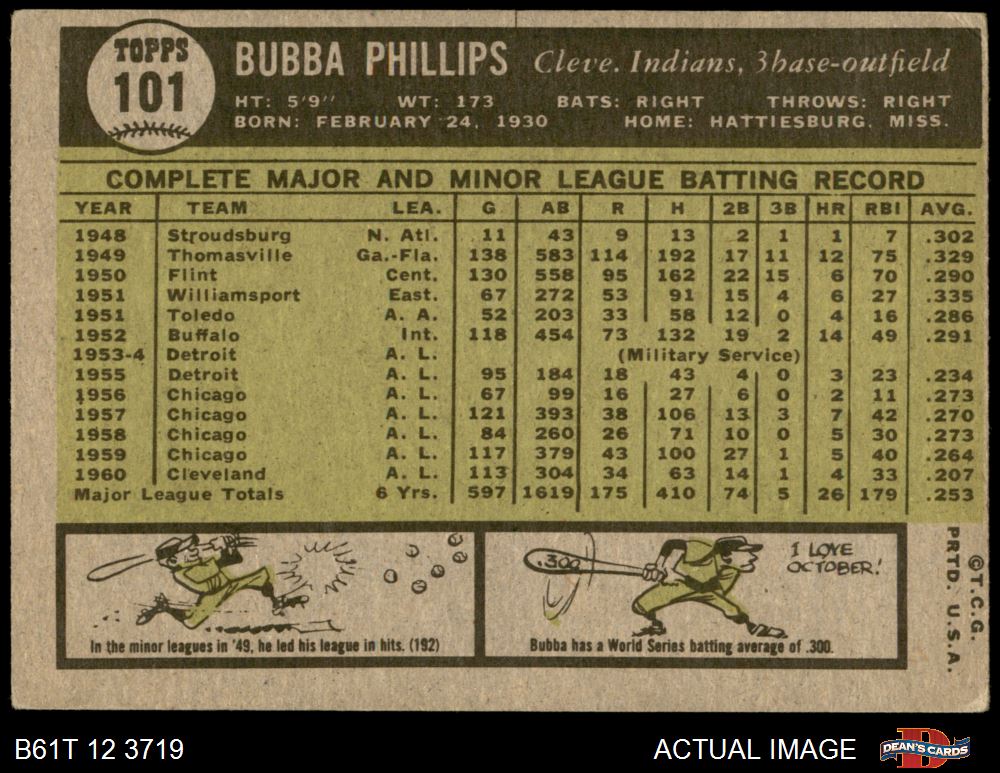 TOPPS
101
BUBBA PHILLIPS Cleve. Indians, 3base-outfield
HT: 5'9" WT: 173 BATS: RIGHT THROWS: RIGHT
BORN: FEBRUARY 24, 1930 HOME: HATTIESBURG, MISS.
COMPLETE MAJOR AND MINOR LEAGUE BATTING RECORD
YEAR TEAM LEA. G AB R H 2B 3B HR RBI AVG.
1948 Stroudsburg N. Atl. 11 43 9 13 2 1 1 7 .302
1949 Thomasville Ga.-Fla. 138 583 114 192 17 11 12 75 .329
1950 Flint Cent. 130 558 95 162 22 15 6 70 .290
1951 Williamsport East. 67 272 53 91 15 4 6 27 .335
1951 Toledo A. A. 52 203 33 58 12 0 4 16 .286
1952 Buffalo Int. 118 454 73 132 19 2 14 49 .291
1953-4 Detroit A. L. (Military Service)
1955 Detroit A. L. 95 184 18 43 4 0 3 23 .234
1956 Chicago A. L. 67 99 16 27 6 0 2 11 .273
1957 Chicago A. L. 121 393 38 106 13 3 7 42 .270
1958 Chicago A. L. 84 260 26 71 10 0 5 30 .273
1959 Chicago A. L. 117 379 43 100 27 1 5 40 .264
1960 Cleveland A. L. 113 304 34 63 14 1 4 33 .207
Major League Totals 6 Yrs. 597 1619 175 410 74 5 26 179 .253
In the minor leagues in '49, he led his league in hits. (192)
.300
I LOVE
OCTOBER!
Bubba has a World Series batting average of .300.
©T.C.G.
PRTD. U.S.A.
B61T 12 3719
ACTUAL IMAGE
DEAN'S CARDS